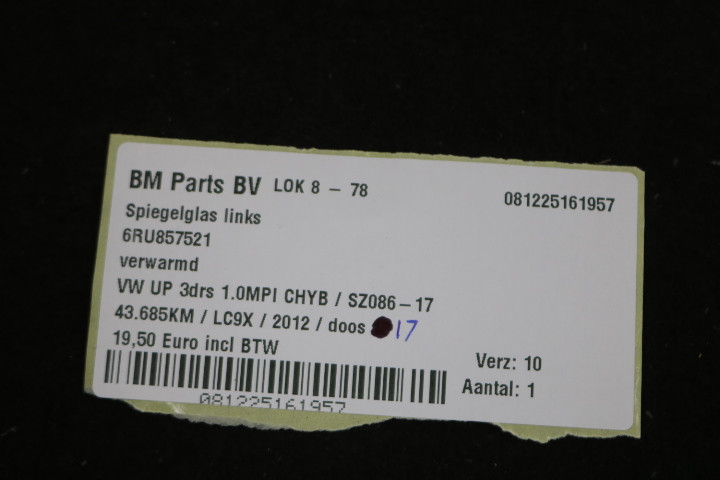 BM Parts BV LOK 8 - 78 081225161957
Spiegelglas links
6RU857521
verwarmd
VW UP 3drs 1.0MPI CHYB / SZ086-17
43.685KM / LC9X / 2012 / doos 17
19,50 Euro incl BTW
Verz: 10
Aantal: 1
081225161957